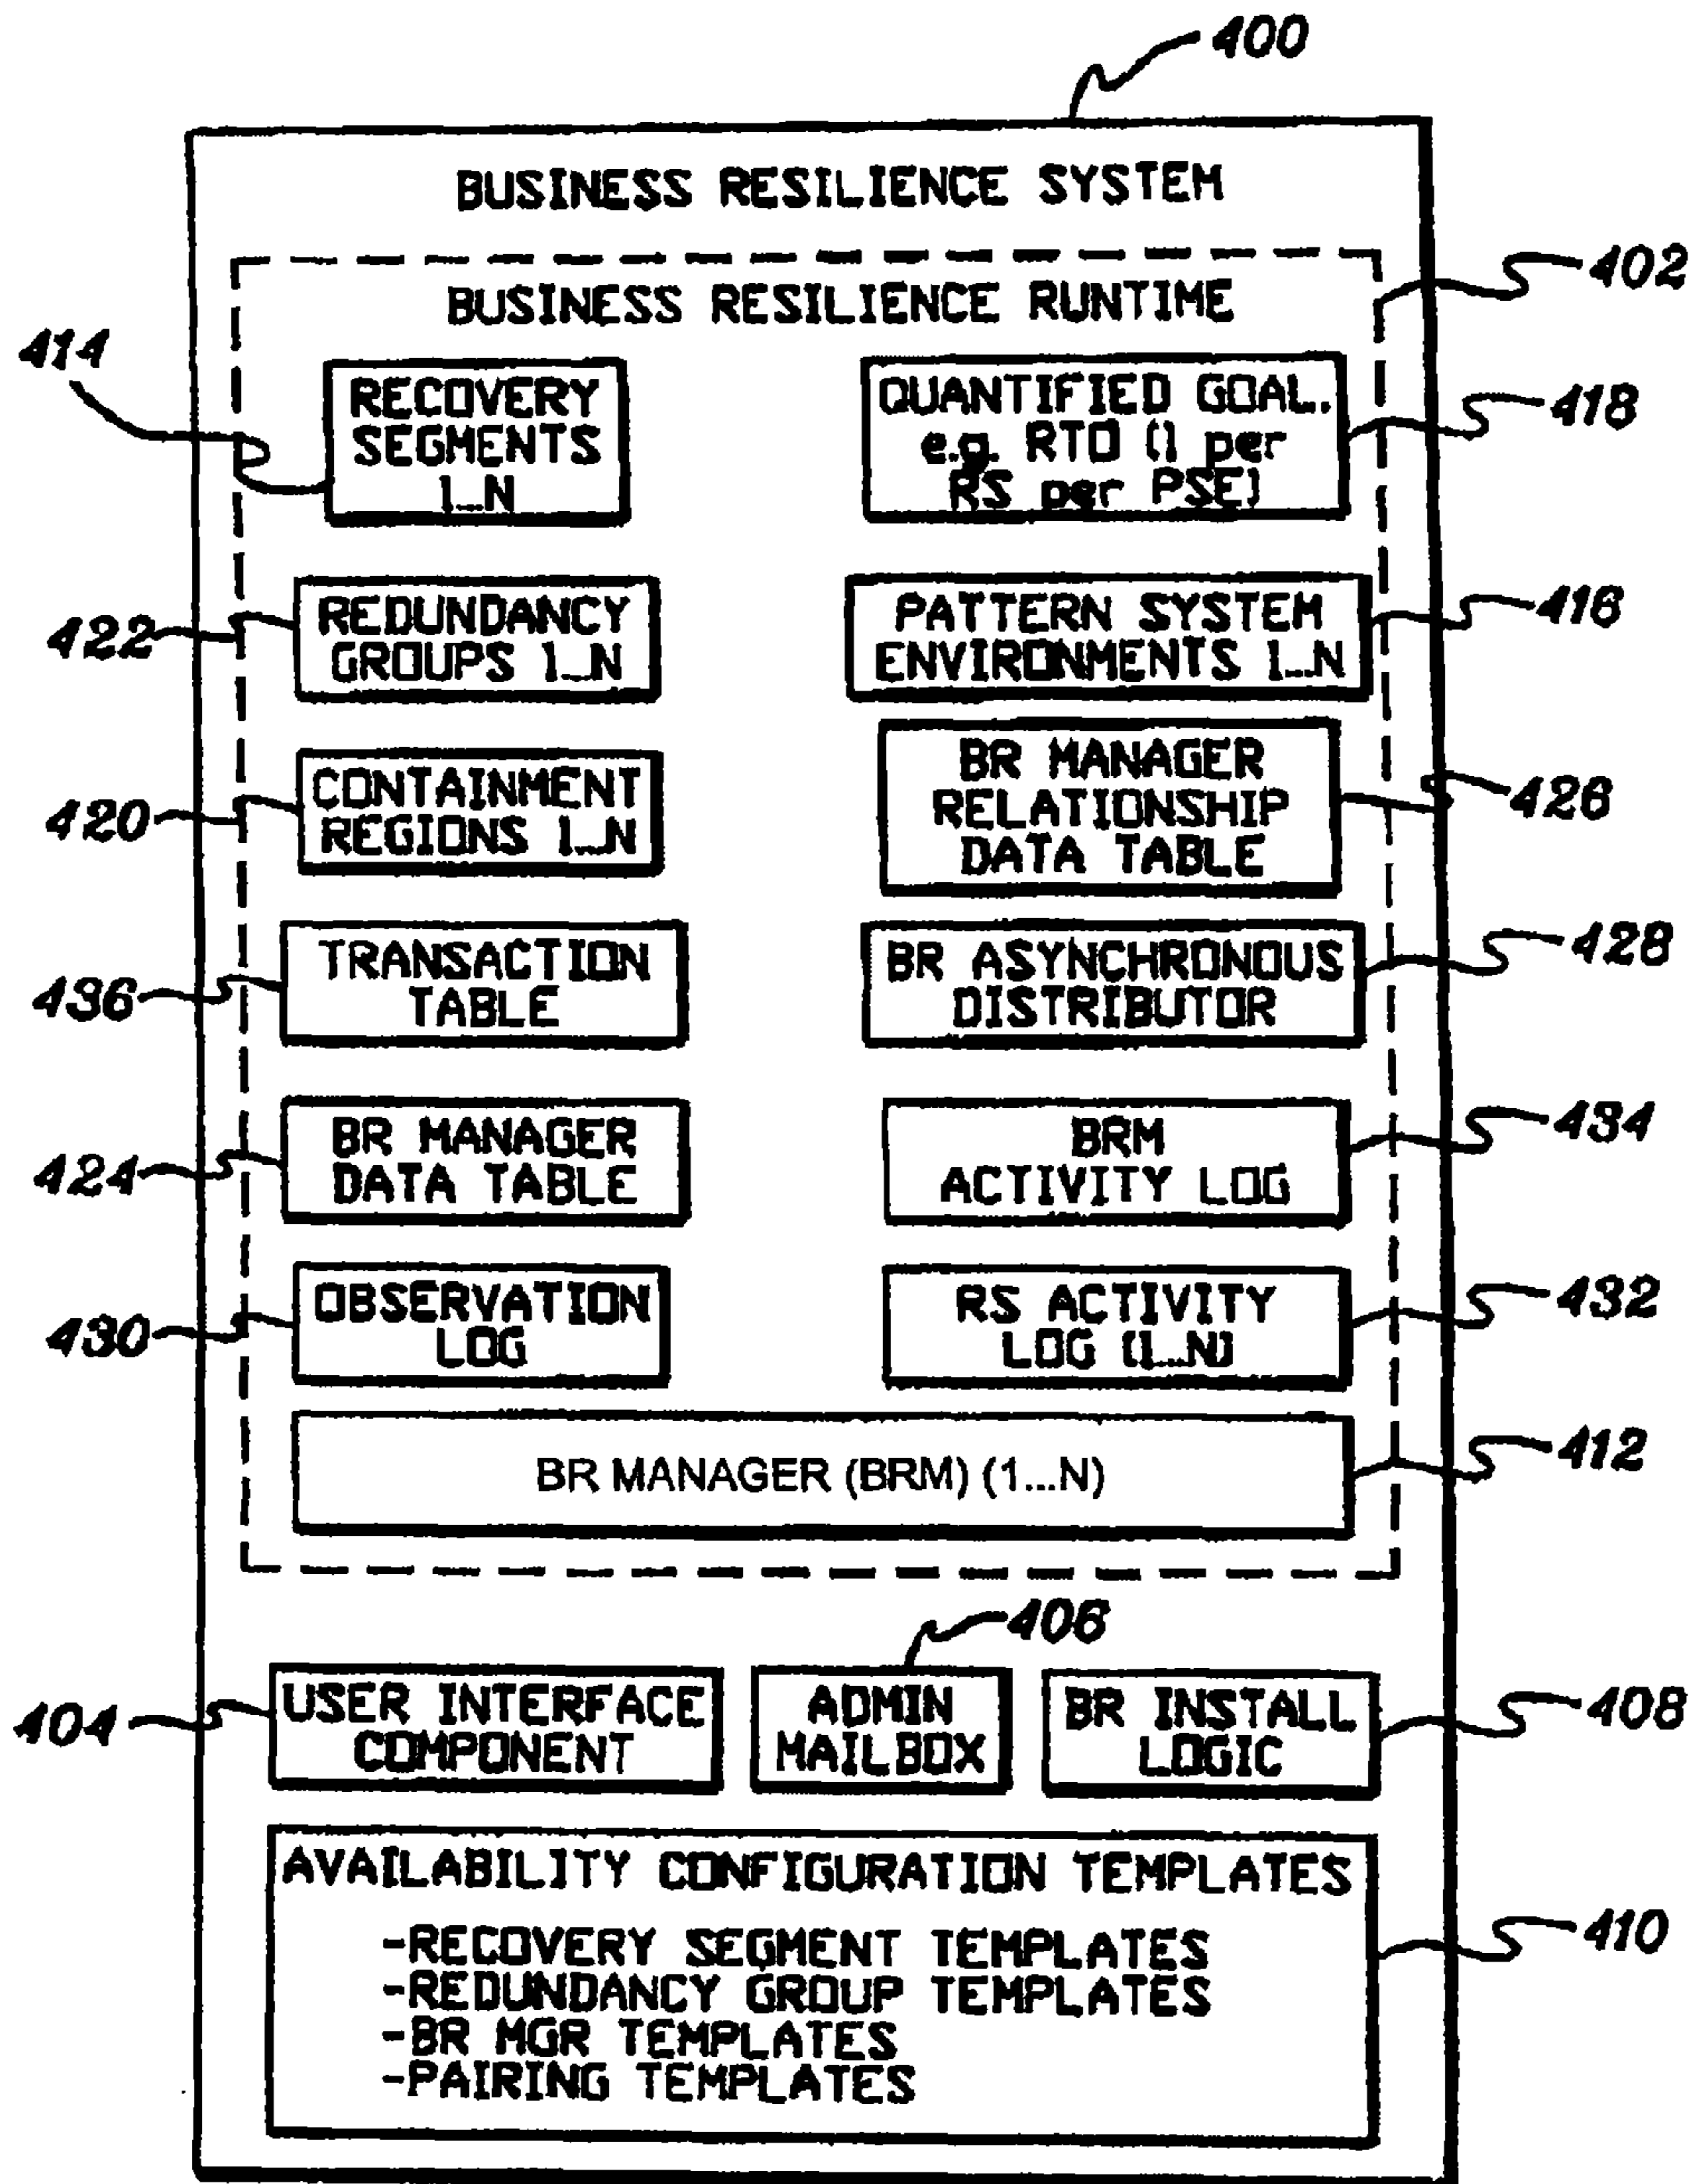 400
BUSINESS RESILIENCE SYSTEM
402
BUSINESS RESILIENCE RUNTIME
414
RECOVERY
SEGMENTS
1...N
QUANTIFIED GOAL.
e.g. RTO (1 per
RS per PSE)
418
422
REDUNDANCY
GROUPS 1...N
PATTERN SYSTEM
ENVIRONMENTS 1...N
416
420
CONTAINMENT
REGIONS 1...N
BR MANAGER
RELATIONSHIP
DATA TABLE
426
436
TRANSACTION
TABLE
BR ASYNCHRONOUS
DISTRIBUTOR
428
424
BR MANAGER
DATA TABLE
BRM
ACTIVITY LOG
434
430
OBSERVATION
LOG
RS ACTIVITY
LOG (1...N)
432
BR MANAGER (BRM) (1...N)
412
406
404
USER INTERFACE
COMPONENT
ADMIN
MAILBOX
BR INSTALL
LOGIC
408
AVAILABILITY CONFIGURATION TEMPLATES
-RECOVERY SEGMENT TEMPLATES
-REDUNDANCY GROUP TEMPLATES
-BR MGR TEMPLATES
-PAIRING TEMPLATES
410